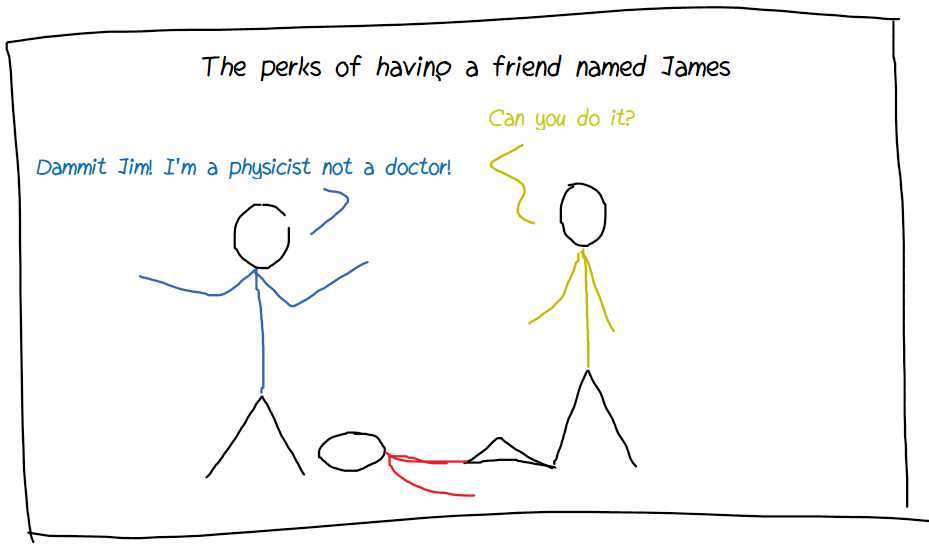 The perks of having a friend named James
Can you do it?
Dammit Jim! I'm a physicist not a doctor!